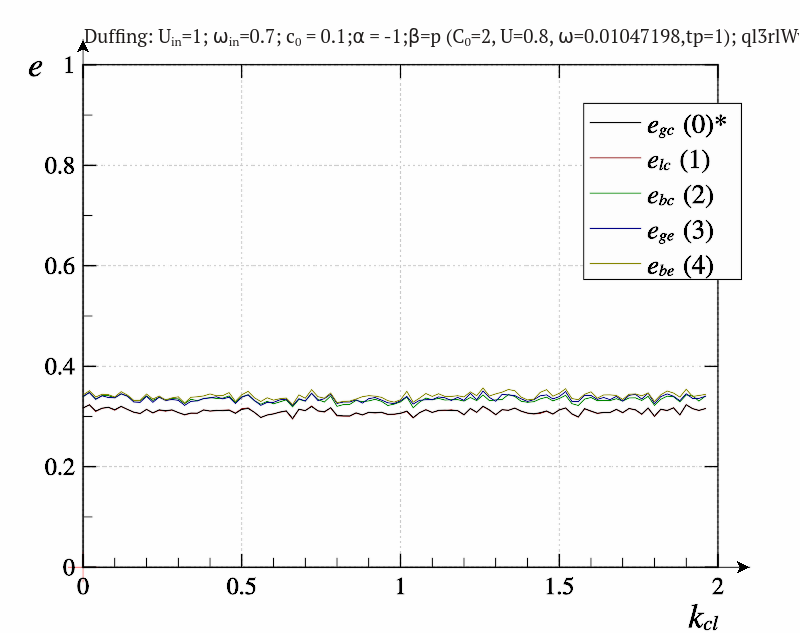 Duffing: Uin=1; ωin=0.7; c0 = 0.1;α = -1;β=p (C0=2, U=0.8, ω=0.01047198,tp=1); ql3rlW
e
1
0.8
0.6
0.4
0.2
0
0
0.5
1
1.5
2
kcl
egc (0)*
elc (1)
ebc (2)
ege (3)
ebe (4)